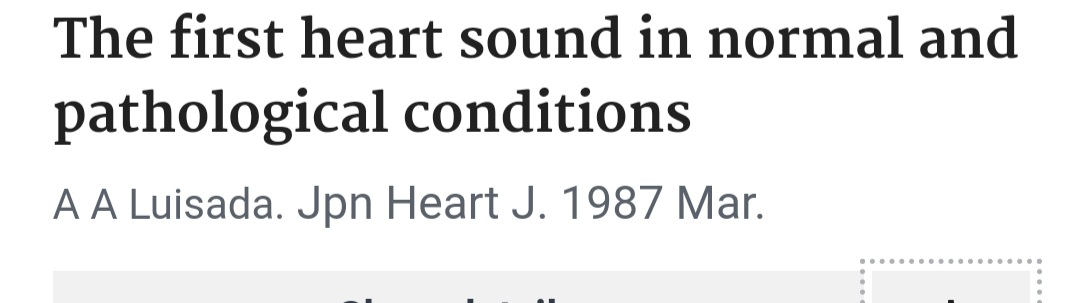 The first heart sound in normal and
pathological conditions
A A Luisada. Jpn Heart J. 1987 Mar.